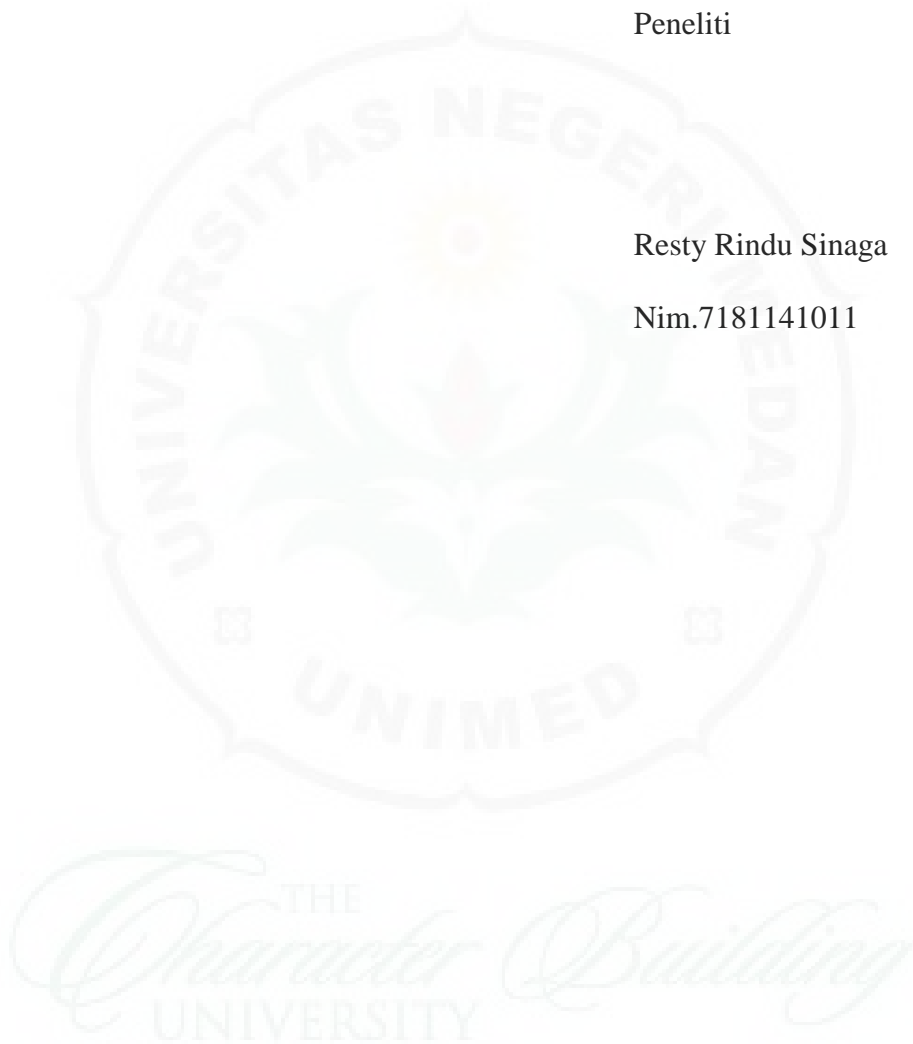 Peneliti
Resty Rindu Sinaga
Nim.7181141011
UNIVERSITAS NEGERI MEDAN
UNIMED
THE
Character Building
UNIVERSITY